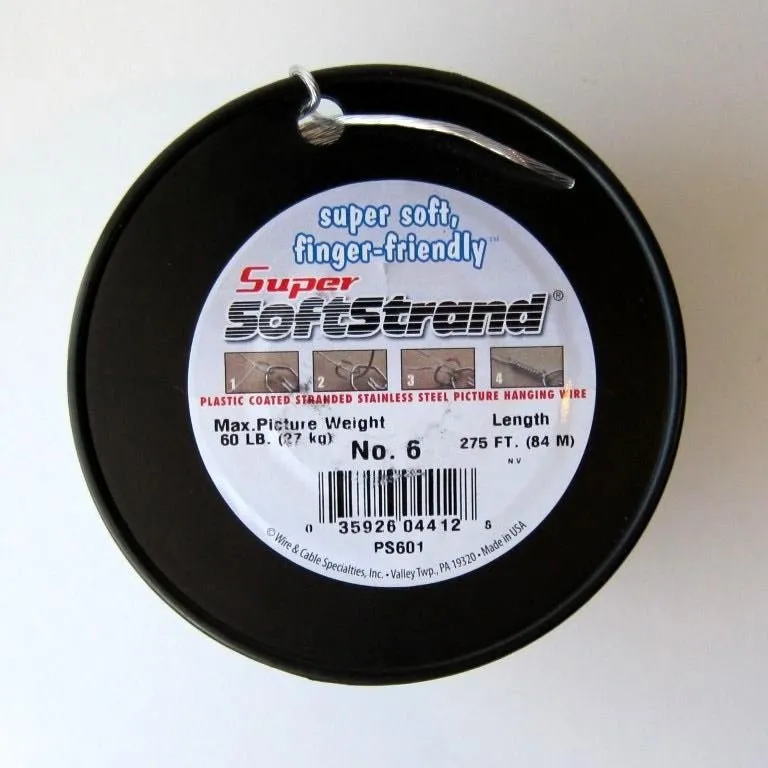 super soft,
finger-friendly™
Super
SoftStrand®
1 2 3 4
PLASTIC COATED STRANDED STAINLESS STEEL PICTURE HANGING WIRE
Max. Picture Weight
60 LB. (27 kg)
No. 6
Length
275 FT. (84 M)
N.V
0 35926 04412 8
PS601
© Wire & Cable Specialties, Inc. • Valley Twp., PA 19320 • Made in USA